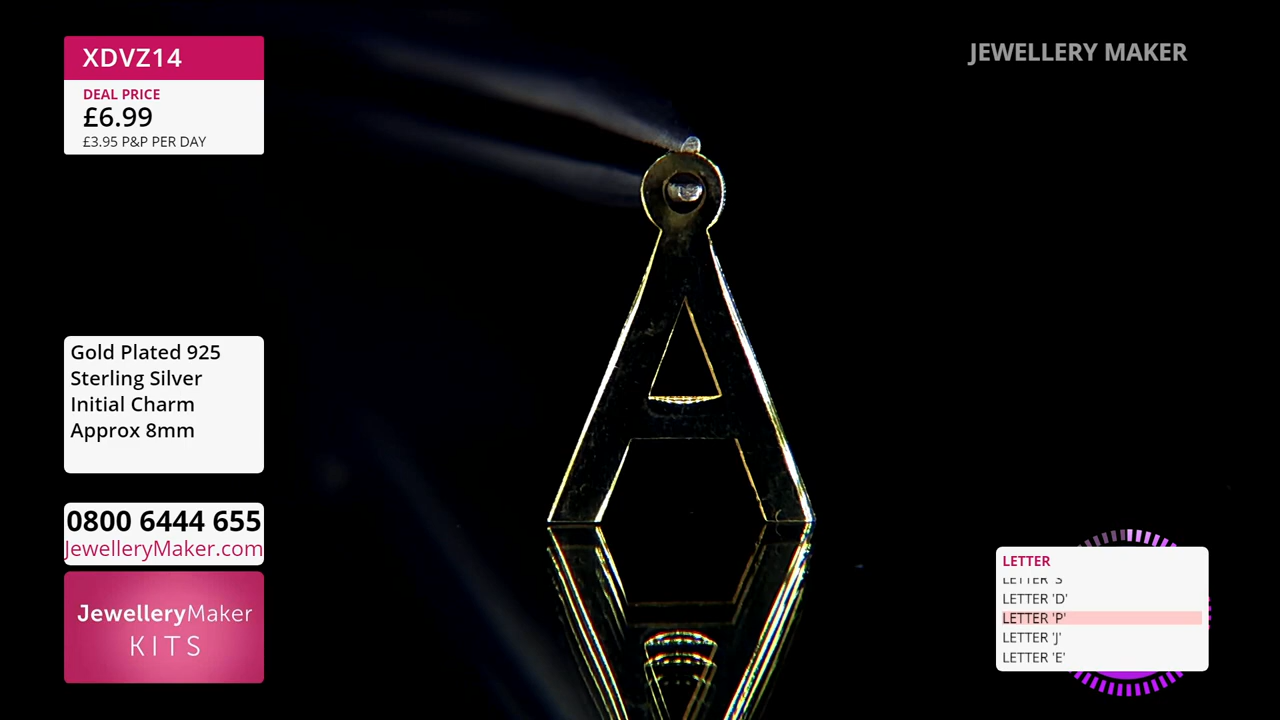 XDVZ14
DEAL PRICE
£6.99
£3.95 P&P PER DAY
JEWELLERY MAKER
Gold Plated 925
Sterling Silver
Initial Charm
Approx 8mm
0800 6444 655
JewelleryMaker.com
JewelleryMaker
KITS
LETTER
LETTER 'S'
LETTER 'D'
LETTER 'P'
LETTER 'J'
LETTER 'E'
A